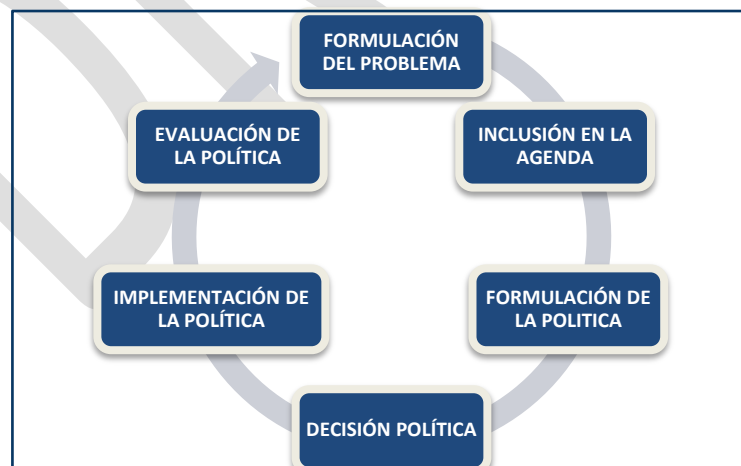 FORMULACIÓN
DEL PROBLEMA
INCLUSIÓN EN LA
AGENDA
FORMULACIÓN DE
LA POLITICA
DECISIÓN POLÍTICA
IMPLEMENTACIÓN DE
LA POLÍTICA
EVALUACIÓN DE
LA POLÍTICA